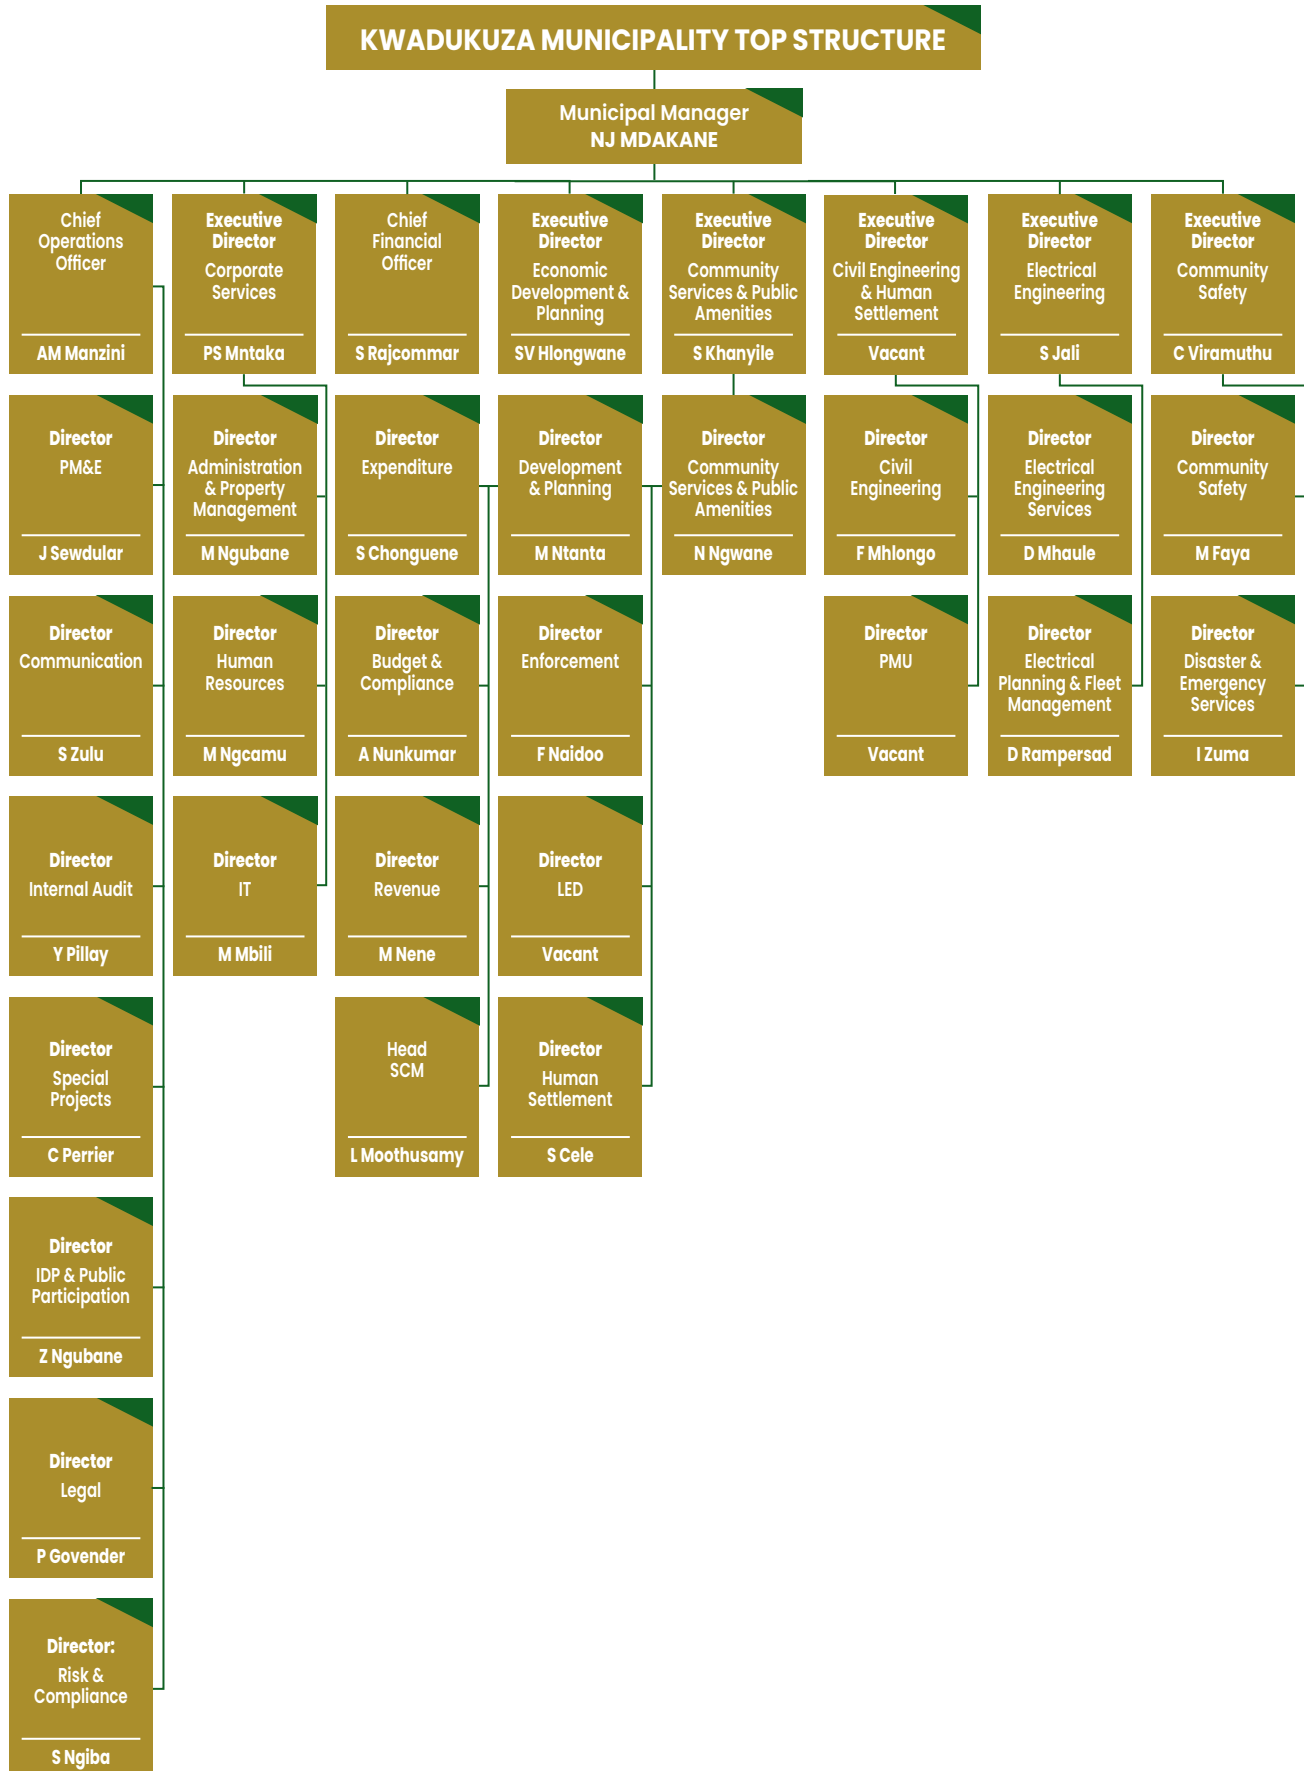 KWADUKUZA MUNICIPALITY TOP STRUCTURE
Municipal Manager
NJ MDAKANE
Chief
Operations
Officer
AM Manzini
Executive
Director
Corporate
Services
PS Mntaka
Chief
Financial
Officer
S Rajcommar
Executive
Director
Economic
Development &
Planning
SV Hlongwane
Executive
Director
Community
Services & Public
Amenities
S Khanyile
Executive
Director
Civil Engineering
& Human
Settlement
Vacant
Executive
Director
Electrical
Engineering
S Jali
Executive
Director
Community
Safety
C Viramuthu
Director
PM&E
J Sewdular
Director
Administration
& Property
Management
M Ngubane
Director
Expenditure
S Chonguene
Director
Development
& Planning
M Ntanta
Director
Community
Services & Public
Amenities
N Ngwane
Director
Civil
Engineering
F Mhlongo
Director
Electrical
Engineering
Services
D Mhaule
Director
Community
Safety
M Faya
Director
Communication
S Zulu
Director
Human
Resources
M Ngcamu
Director
Budget &
Compliance
A Nunkumar
Director
Enforcement
F Naidoo
Director
PMU
Vacant
Director
Electrical
Planning & Fleet
Management
D Rampersad
Director
Disaster &
Emergency
Services
I Zuma
Director
Internal Audit
Y Pillay
Director
IT
M Mbili
Director
Revenue
M Nene
Director
LED
Vacant
Director
Special
Projects
C Perrier
Head
SCM
L Moothusamy
Director
Human
Settlement
S Cele
Director
IDP & Public
Participation
Z Ngubane
Director
Legal
P Govender
Director:
Risk &
Compliance
S Ngiba